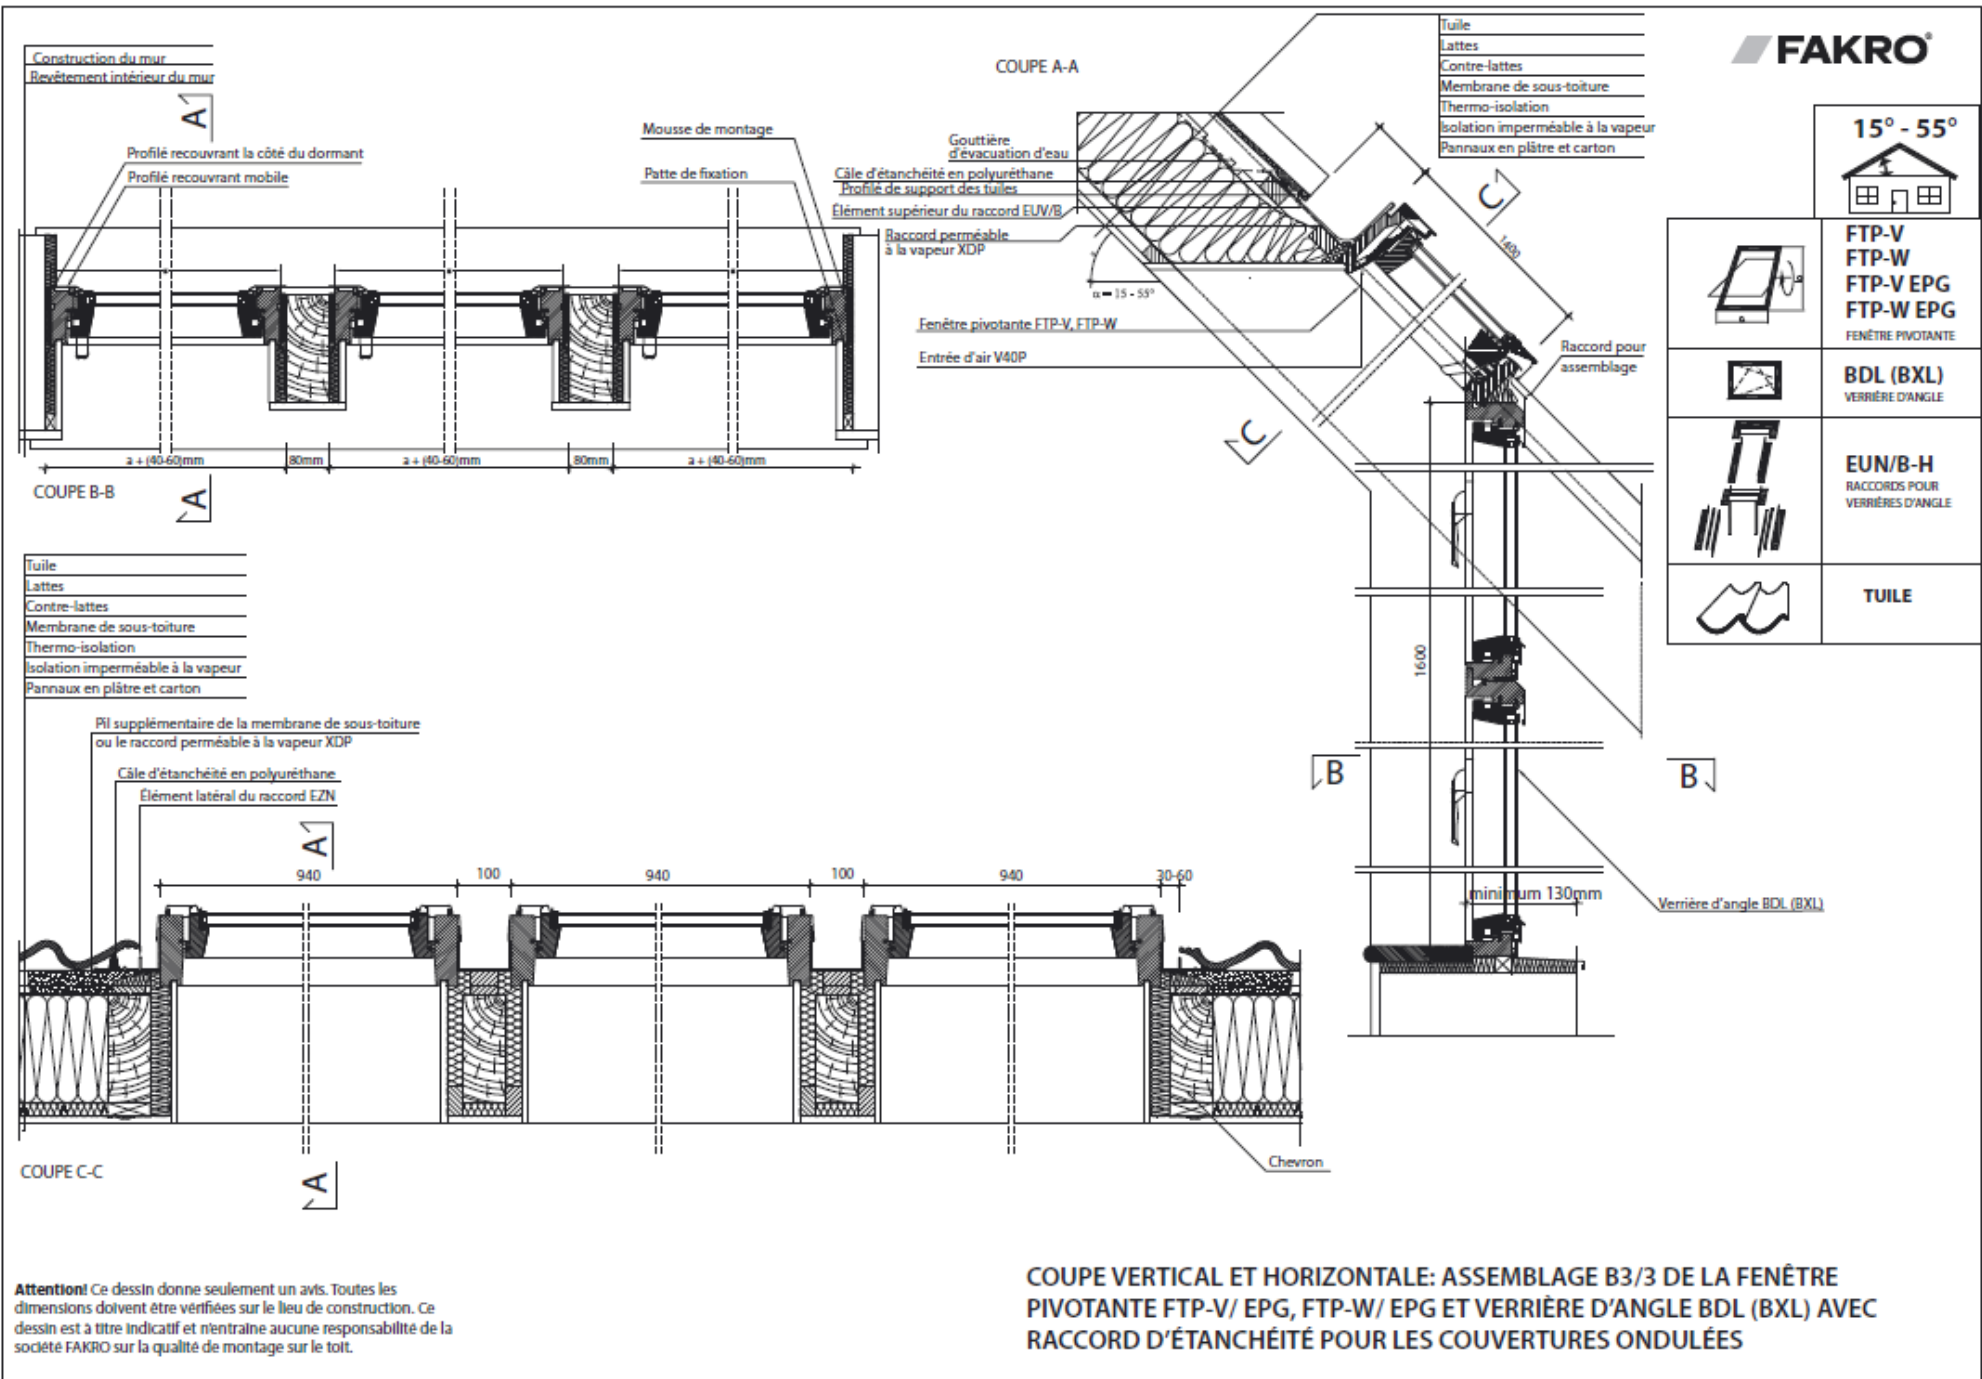 Construction du mur
Revêtement intérieur du mur
A
Profilé recouvrant la côté du dormant
Profilé recouvrant mobile
Mousse de montage
Patte de fixation
a + (40-60)mm
80mm
a + (40-60)mm
80mm
a + (40-60)mm
COUPE B-B
A
COUPE A-A
Tuile
Lattes
Contre-lattes
Membrane de sous-toiture
Thermo-isolation
Isolation imperméable à la vapeur
Pannaux en plâtre et carton
Gouttière
d'évacuation d'eau
Câle d'étanchéité en polyuréthane
Profilé de support des tuiles
Élément supérieur du raccord EUV/B
Raccord perméable
à la vapeur XDP
α = 15 - 55°
Fenêtre pivotante FTP-V, FTP-W
Entrée d'air V40P
C
1400
Raccord pour
assemblage
C
1600
B
B
minimum 130mm
Verrière d'angle BDL (BXL)
FAKRO®
15° - 55°
FTP-V
FTP-W
FTP-V EPG
FTP-W EPG
FENÊTRE PIVOTANTE
BDL (BXL)
VERRIÈRE D'ANGLE
EUN/B-H
RACCORDS POUR
VERRIÈRES D'ANGLE
TUILE
Tuile
Lattes
Contre-lattes
Membrane de sous-toiture
Thermo-isolation
Isolation imperméable à la vapeur
Pannaux en plâtre et carton
Pil supplémentaire de la membrane de sous-toiture
ou le raccord perméable à la vapeur XDP
Câle d'étanchéité en polyuréthane
Élément latéral du raccord EZN
A
940
100
940
100
940
30-60
Chevron
COUPE C-C
A
Attention! Ce dessin donne seulement un avis. Toutes les
dimensions doivent être vérifiées sur le lieu de construction. Ce
dessin est à titre indicatif et n'entraîne aucune responsabilité de la
société FAKRO sur la qualité de montage sur le toit.
COUPE VERTICAL ET HORIZONTALE: ASSEMBLAGE B3/3 DE LA FENÊTRE
PIVOTANTE FTP-V/ EPG, FTP-W/ EPG ET VERRIÈRE D'ANGLE BDL (BXL) AVEC
RACCORD D'ÉTANCHÉITÉ POUR LES COUVERTURES ONDULÉES